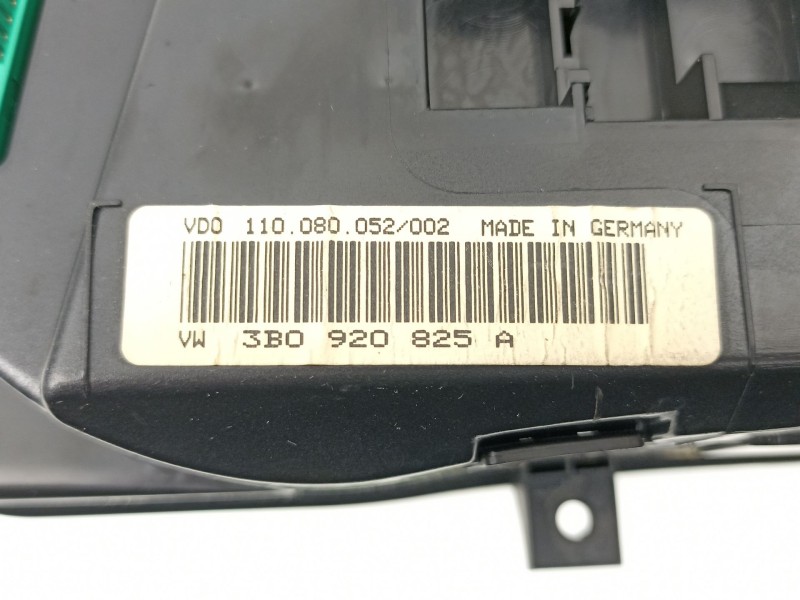 VDO 110.080.052/002 MADE IN GERMANY
VW 3B0 920 825 A